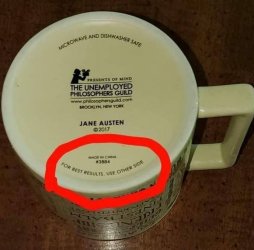 MICROWAVE AND DISHWASHER SAFE
PRODUCTS OF MIND
THE UNEMPLOYED
PHILOSOPHERS GUILD
www.philosophersguild.com
BROOKLYN, NEW YORK
JANE AUSTEN
©2017
MADE IN CHINA
#3884
FOR BEST RESULTS, USE OTHER SIDE